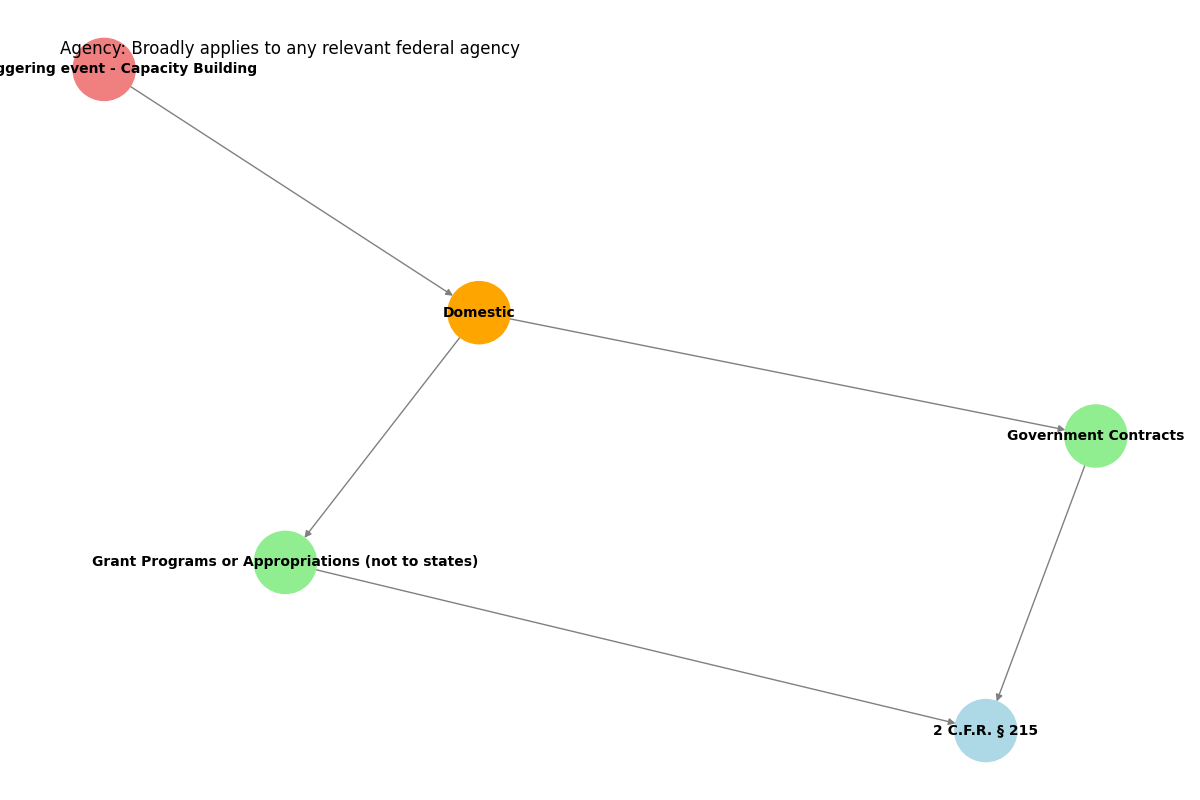 Agency: Broadly applies to any relevant federal agency
ggering event - Capacity Building
Domestic
Government Contracts
Grant Programs or Appropriations (not to states)
2 C.F.R. § 215